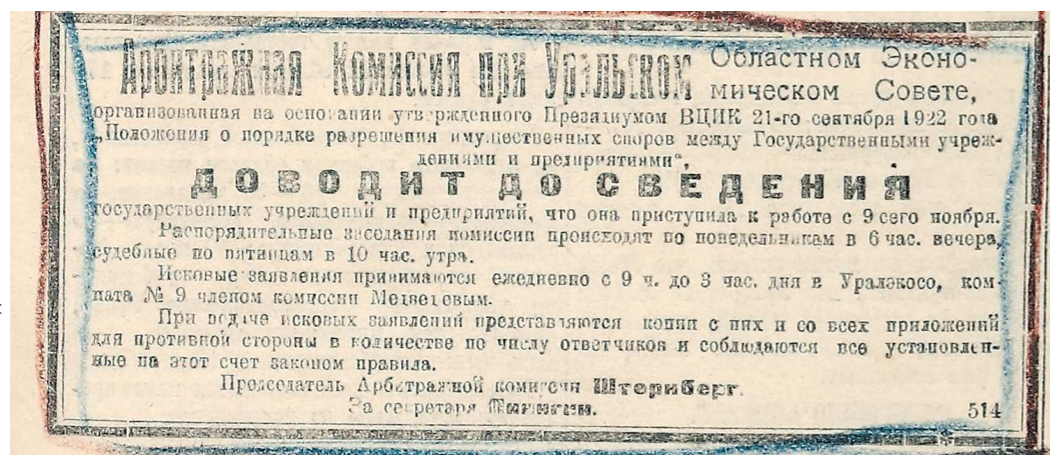 Арбитражная Комиссия при Уральском Областном Эконо-
мическом Совете,
организованная на основании утвержденного Президиумом ВЦИК 21-го сентября 1922 года
„Положения о порядке разрешения имущественных споров между Государственными учреж-
дениями и предприятиями“,
ДОВОДИТ ДО СВЕДЕНИЯ
государственных учреждений и предприятий, что она приступила к работе с 9 сего ноября.
Распорядительные заседания комиссии происходят по понедельникам в 6 час. вечера,
судебные по пятницам в 10 час. утра.
Исковые заявления принимаются ежедневно с 9 ч. до 3 час. дня в Уралэкосо, ком-
ната № 9 членом комиссии Медведевым.
При подаче исковых заявлений представляются копии с них и со всех приложений
для противной стороны в количестве по числу ответчиков и соблюдаются все установлен-
ные на этот счет законом правила.
Председатель Арбитражной комиссии Штернберг.
За секретаря
514